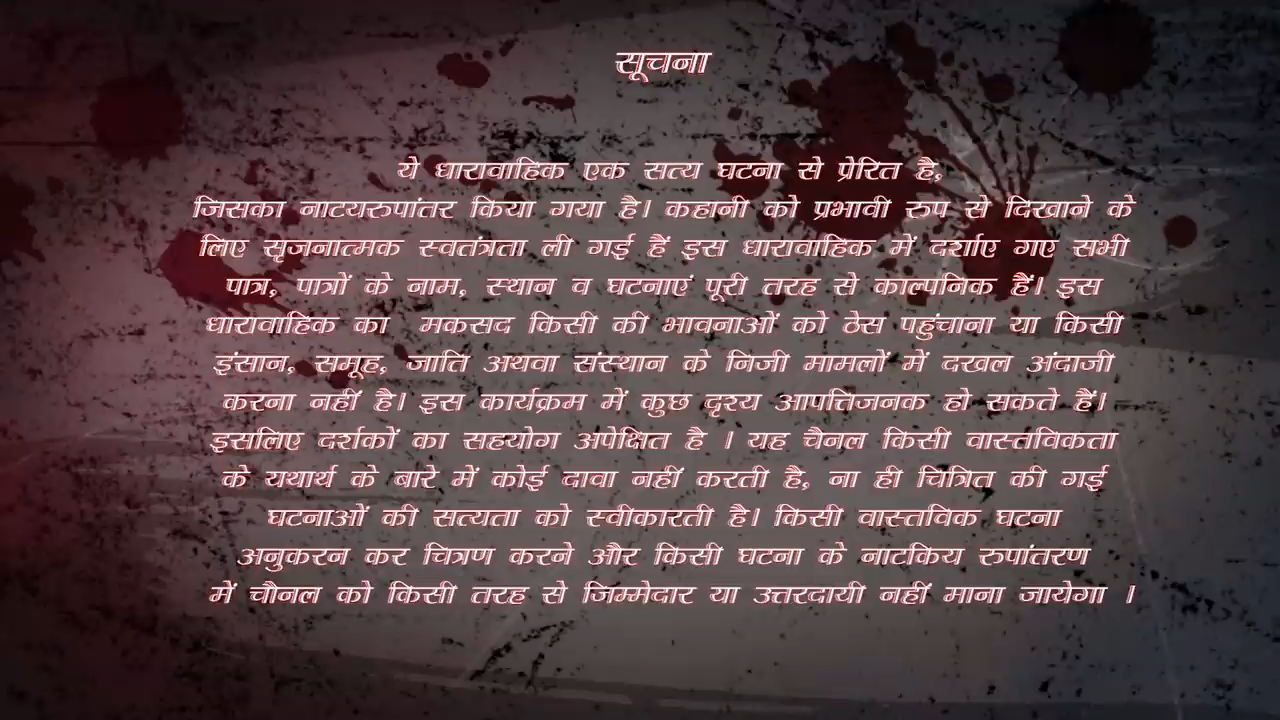 सूचना
ये धारावाहिक एक सत्य घटना से प्रेरित है,
जिसका नाटयरुपांतर किया गया है। कहानी को प्रभावी रुप से दिखाने के
लिए सृजनात्मक स्वतंत्रता ली गई हैं इस धारावाहिक में दर्शाए गए सभी
पात्र, पात्रों के नाम, स्थान व घटनाएं पूरी तरह से काल्पनिक हैं। इस
धारावाहिक का मकसद किसी की भावनाओं को ठेस पहुंचाना या किसी
इंसान, समूह, जाति अथवा संस्थान के निजी मामलों में दखल अंदाजी
करना नहीं है। इस कार्यक्रम में कुछ दृश्य आपत्तिजनक हो सकते हैं।
इसलिए दर्शकों का सहयोग अपेक्षित है । यह चैनल किसी वास्तविकता
के यथार्थ के बारे में कोई दावा नहीं करती है, ना ही चित्रित की गई
घटनाओं की सत्यता को स्वीकारती है। किसी वास्तविक घटना
अनुकरन कर चित्रण करने और किसी घटना के नाटकिय रुपांतरण
में चौनल को किसी तरह से जिम्मेदार या उत्तरदायी नहीं माना जायेगा ।